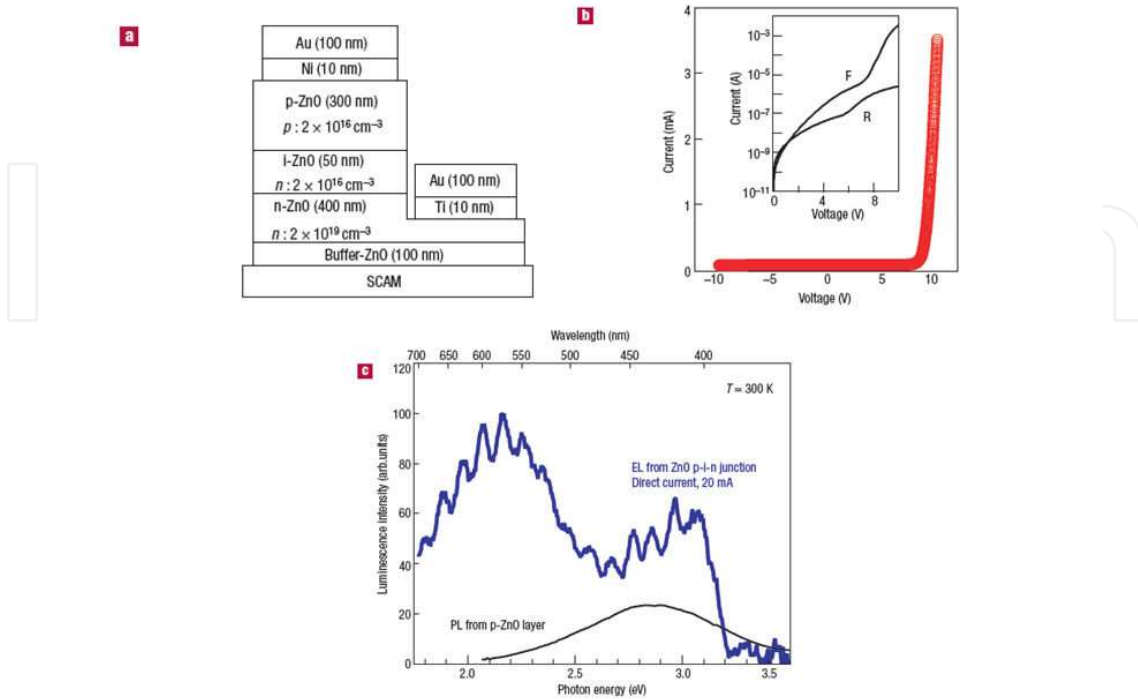 a
Au (100 nm)
Ni (10 nm)
p-ZnO (300 nm)
p : 2 × 10¹⁶ cm⁻³
i-ZnO (50 nm)
n : 2 × 10¹⁶ cm⁻³
n-ZnO (400 nm)
n : 2 × 10¹⁹ cm⁻³
Au (100 nm)
Ti (10 nm)
Buffer-ZnO (100 nm)
SCAM
b
4
3
2
1
0
Current (mA)
−10
−5
0
5
10
Voltage (V)
10⁻³
10⁻⁵
10⁻⁷
10⁻⁹
10⁻¹¹
Current (A)
F
R
0
4
8
Voltage (V)
c
Wavelength (nm)
700 650 600 550 500 450 400
120
100
80
60
40
20
0
Luminescence intensity (arb.units)
T = 300 K
EL from ZnO p-i-n junction
Direct current, 20 mA
PL from p-ZnO layer
2.0 2.5 3.0 3.5
Photon energy (eV)